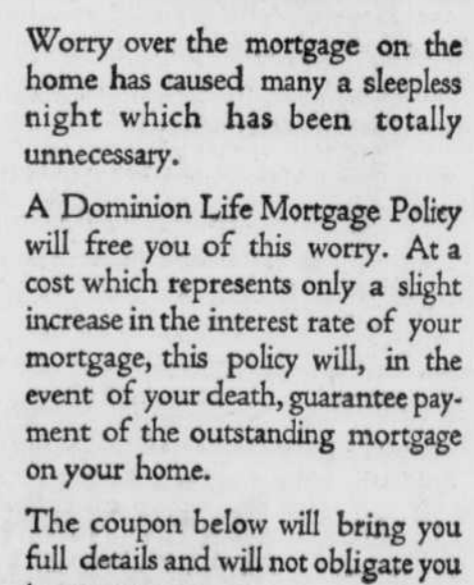 Worry over the mortgage on the
home has caused many a sleepless
night which has been totally
unnecessary.
A Dominion Life Mortgage Policy
will free you of this worry. At a
cost which represents only a slight
increase in the interest rate of your
mortgage, this policy will, in the
event of your death, guarantee pay-
ment of the outstanding mortgage
on your home.
The coupon below will bring you
full details and will not obligate you